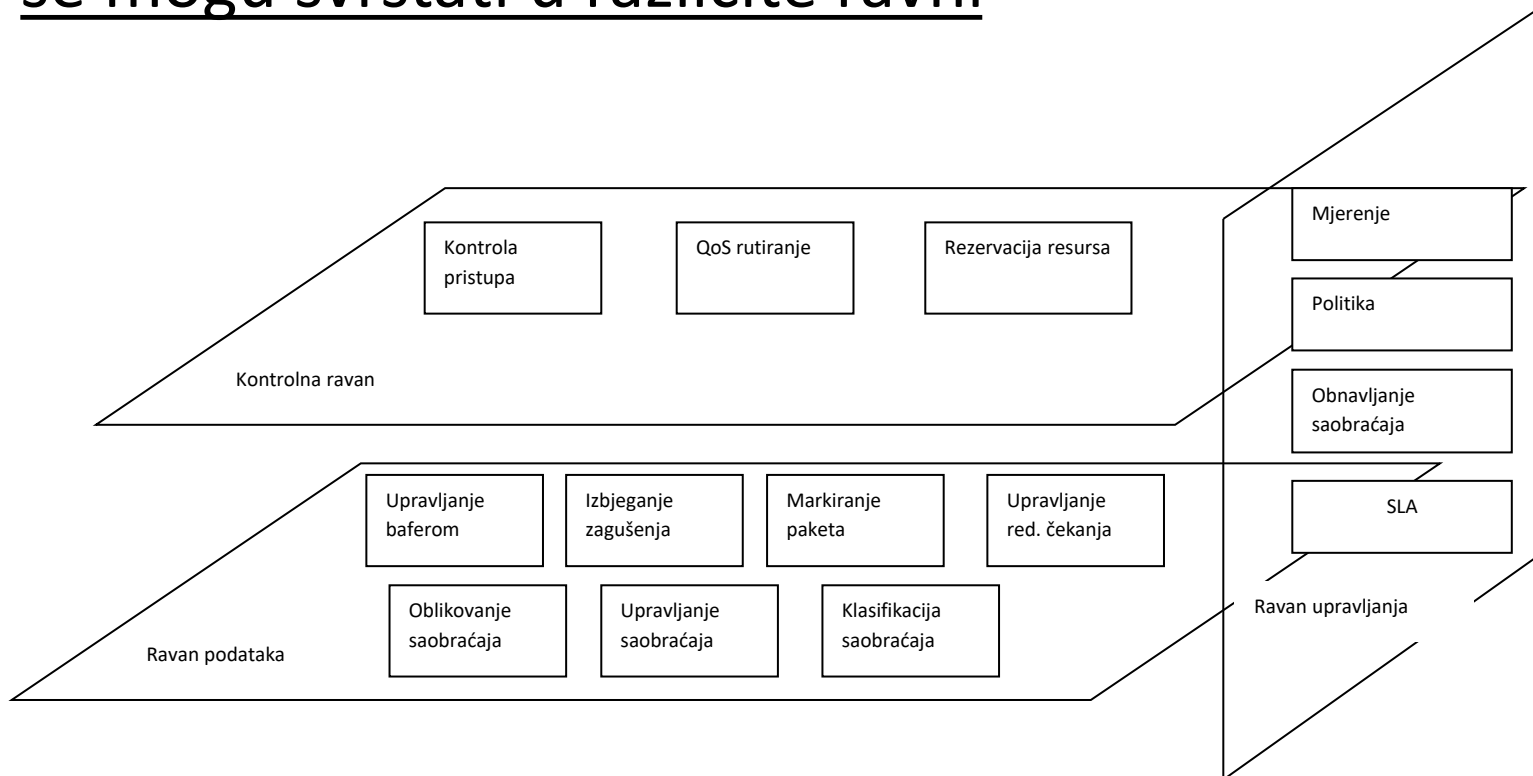 se mogu svrstati u različite ravni
Kontrola
pristupa
QoS rutiranje
Rezervacija resursa
Kontrolna ravan
Mjerenje
Politika
Obnavljanje
saobraćaja
SLA
Ravan upravljanja
Upravljanje
baferom
Izbjeganje
zagušenja
Markiranje
paketa
Upravljanje
red. čekanja
Oblikovanje
saobraćaja
Upravljanje
saobraćaja
Klasifikacija
saobraćaja
Ravan podataka